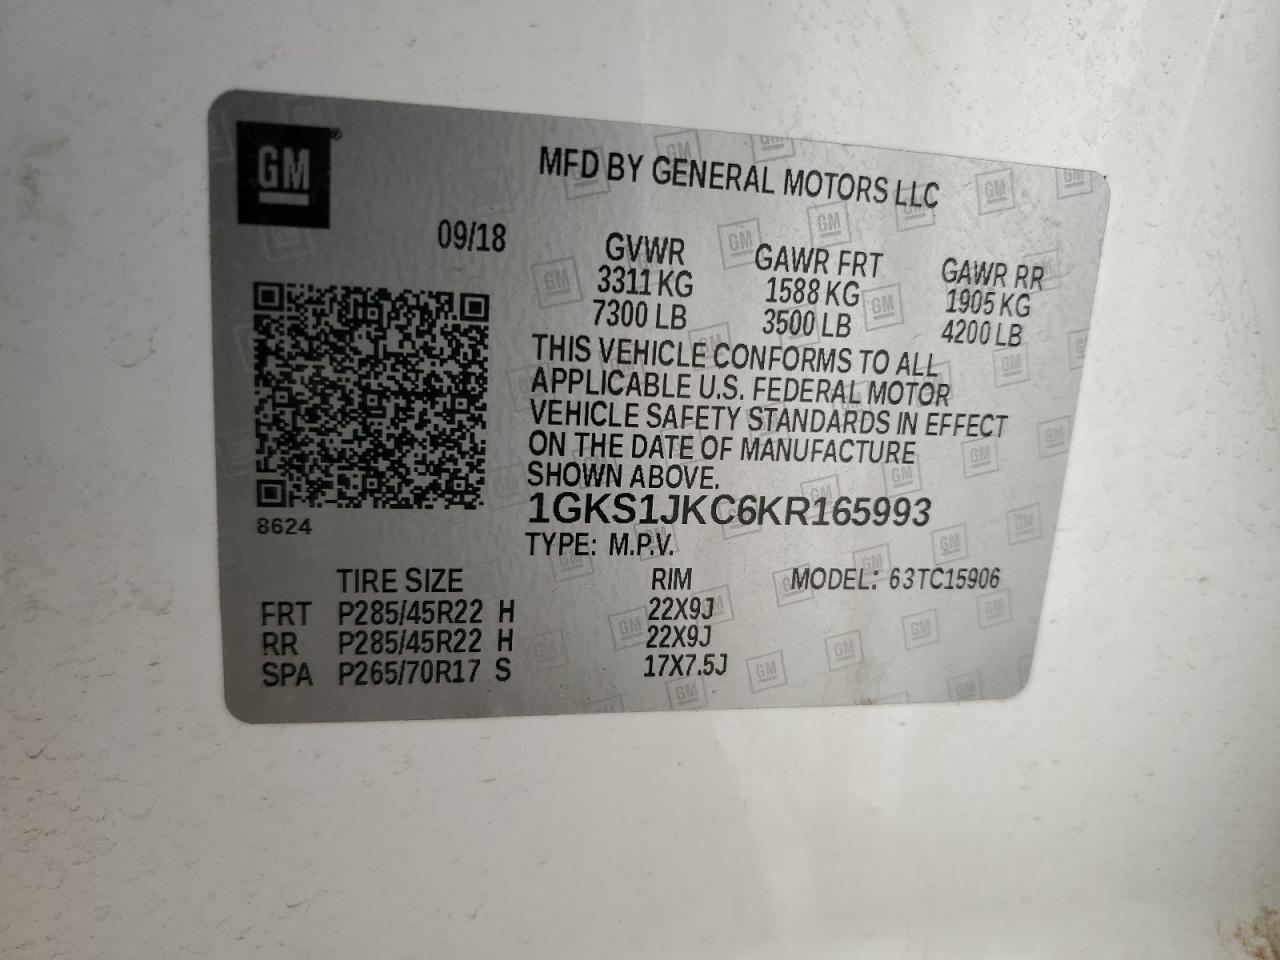 GM
MFD BY GENERAL MOTORS LLC
09/18
GVWR GAWR FRT GAWR RR
3311 KG 1588 KG 1905 KG
7300 LB 3500 LB 4200 LB
THIS VEHICLE CONFORMS TO ALL
APPLICABLE U.S. FEDERAL MOTOR
VEHICLE SAFETY STANDARDS IN EFFECT
ON THE DATE OF MANUFACTURE
SHOWN ABOVE.
1GKS1JKC6KR165993
8624
TYPE: M.P.V.
TIRE SIZE RIM MODEL: 63TC15906
FRT P285/45R22 H 22X9J
RR P285/45R22 H 22X9J
SPA P265/70R17 S 17X7.5J